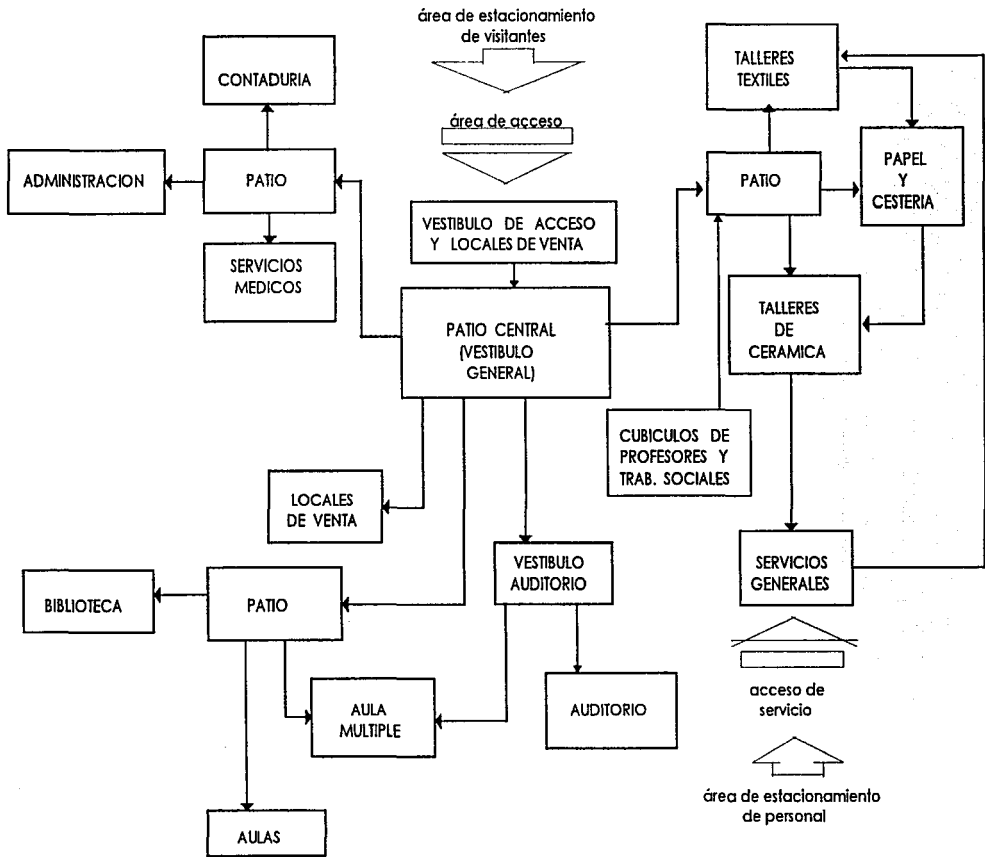 área de estacionamiento
de visitantes
CONTADURIA
TALLERES
TEXTILES
área de acceso
ADMINISTRACION
PATIO
PATIO
PAPEL
Y
CESTERIA
VESTIBULO DE ACCESO
Y LOCALES DE VENTA
SERVICIOS
MEDICOS
PATIO CENTRAL
(VESTIBULO
GENERAL)
TALLERES
DE
CERAMICA
CUBICULOS DE
PROFESORES Y
TRAB. SOCIALES
LOCALES
DE VENTA
VESTIBULO
AUDITORIO
SERVICIOS
GENERALES
BIBLIOTECA
PATIO
AULA
MULTIPLE
AUDITORIO
acceso de
servicio
área de estacionamiento
de personal
AULAS